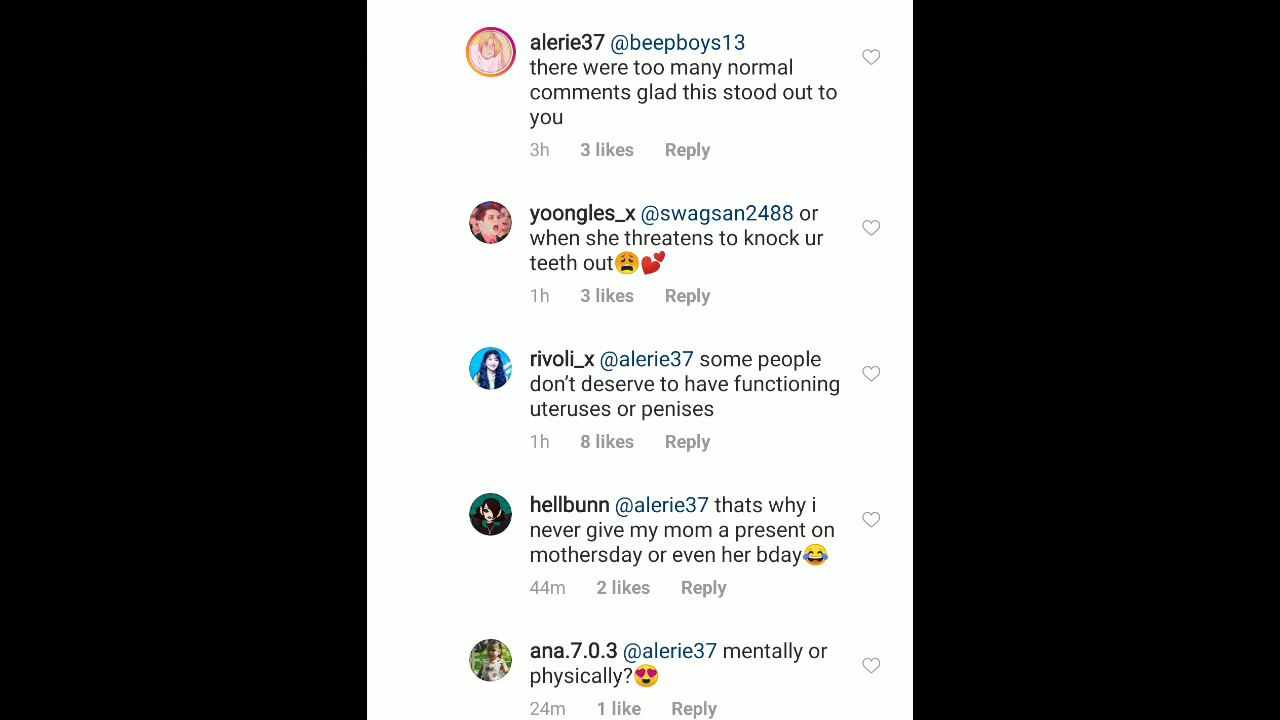 alerie37 @beepboys13
there were too many normal
comments glad this stood out to
you
3h 3 likes Reply
yoongles_x @swagsan2488 or
when she threatens to knock ur
teeth out😩💕
1h 3 likes Reply
rivoli_x @alerie37 some people
don’t deserve to have functioning
uteruses or penises
1h 8 likes Reply
hellbunn @alerie37 thats why i
never give my mom a present on
mothersday or even her bday😂
44m 2 likes Reply
ana.7.0.3 @alerie37 mentally or
physically?😍
24m 1 like Reply